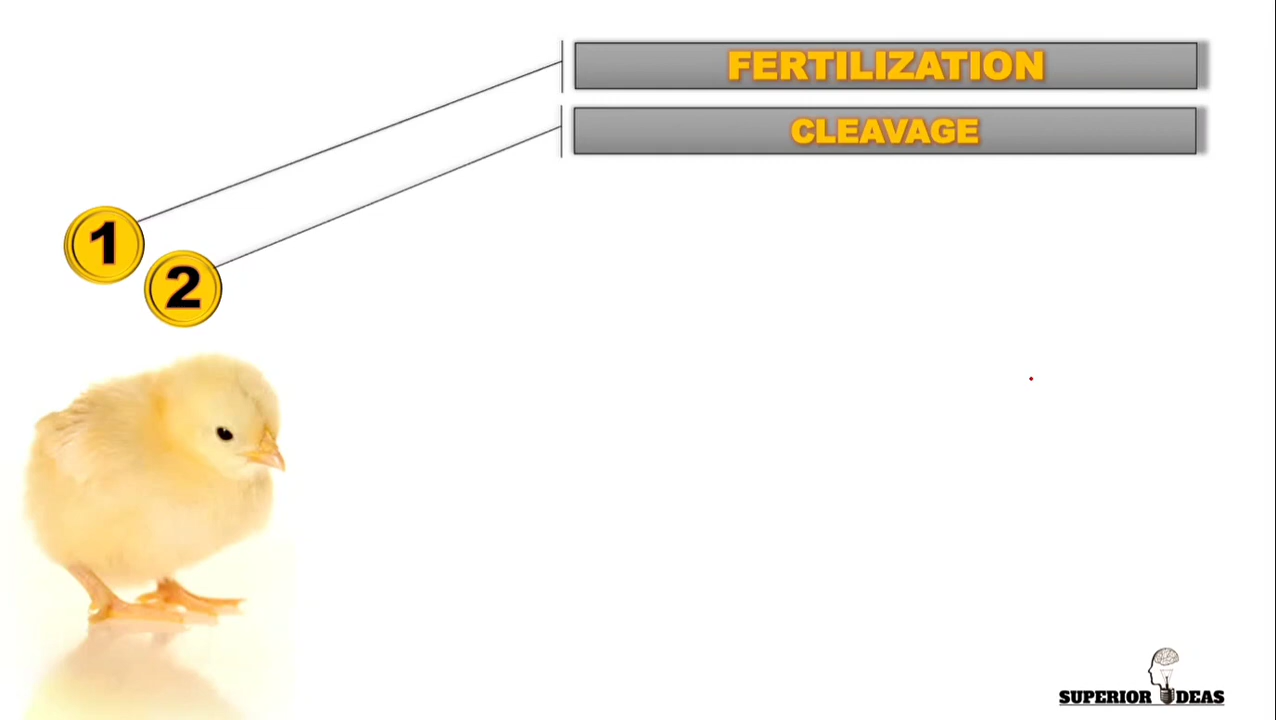 FERTILIZATION
CLEAVAGE
1
2
SUPERIOR IDEAS